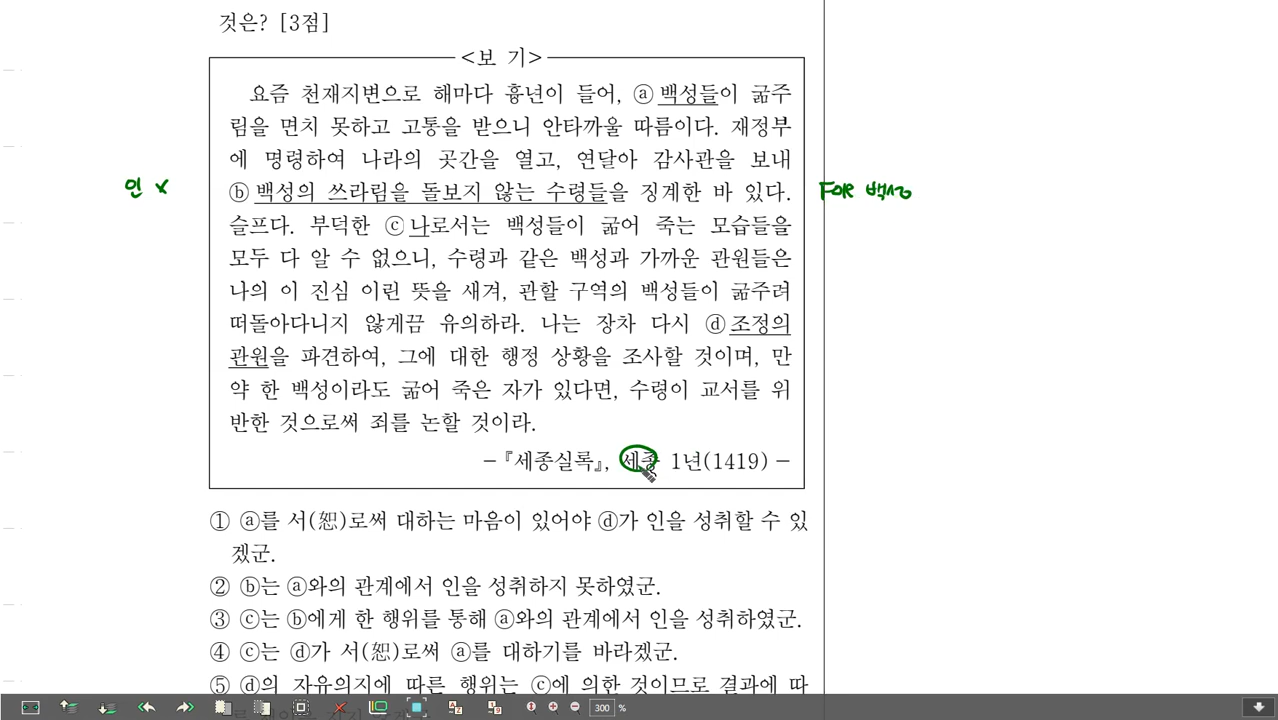 것은? [3점]
<보 기>
요즘 천재지변으로 해마다 흉년이 들어, ⓐ 백성들이 굶주
림을 면치 못하고 고통을 받으니 안타까울 따름이다. 재정부
에 명령하여 나라의 곳간을 열고, 연달아 감사관을 보내
인 x
ⓑ 백성의 쓰라림을 돌보지 않는 수령들을 징계한 바 있다.
FOR 백성
슬프다. 부덕한 ⓒ 나로서는 백성들이 굶어 죽는 모습들을
모두 다 알 수 없으니, 수령과 같은 백성과 가까운 관원들은
나의 이 진심 어린 뜻을 새겨, 관할 구역의 백성들이 굶주려
떠돌아다니지 않게끔 유의하라. 나는 장차 다시 ⓓ 조정의
관원을 파견하여, 그에 대한 행정 상황을 조사할 것이며, 만
약 한 백성이라도 굶어 죽은 자가 있다면, 수령이 교서를 위
반한 것으로써 죄를 논할 것이라.
-『세종실록』, 세종 1년(1419) -
① ⓐ를 서(恕)로써 대하는 마음이 있어야 ⓓ가 인을 성취할 수 있
겠군.
② ⓑ는 ⓐ와의 관계에서 인을 성취하지 못하였군.
③ ⓒ는 ⓑ에게 한 행위를 통해 ⓐ와의 관계에서 인을 성취하였군.
④ ⓒ는 ⓓ가 서(恕)로써 ⓐ를 대하기를 바라겠군.
⑤ ⓓ의 자유의지에 따른 행위는 ⓒ에 의한 것이므로 결과에 따
300 %